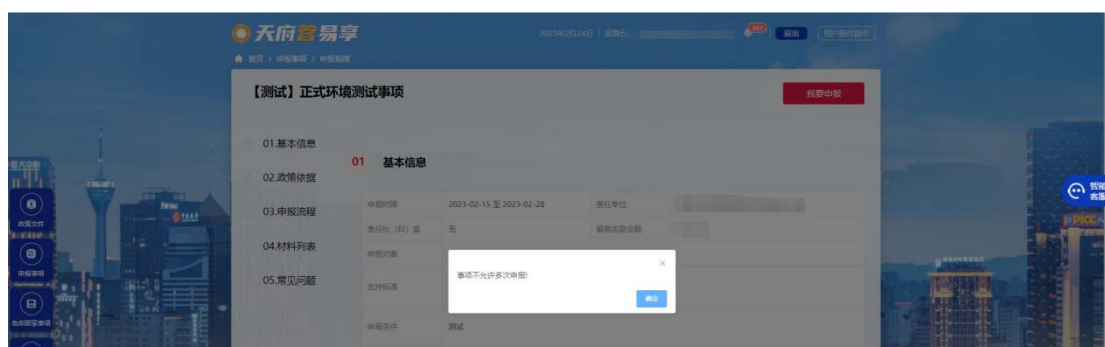 天府蓉易享
2023年2月24日 | 星期五
347
退出
用户操作指引
首页 > 申报事项 > 申报指南
【测试】正式环境测试事项
我要申报
01.基本信息
01 基本信息
02.政策依据
03.申报流程
申报时限
2023-02-15 至 2023-02-28
责任单位
责任处（科）室
无
最高奖励金额
04.材料列表
申报对象
事项不允许多次申报!
05.常见问题
支持标准
确定
申报条件
测试
政策文件
申报事项
免申即享事项
智能
客服